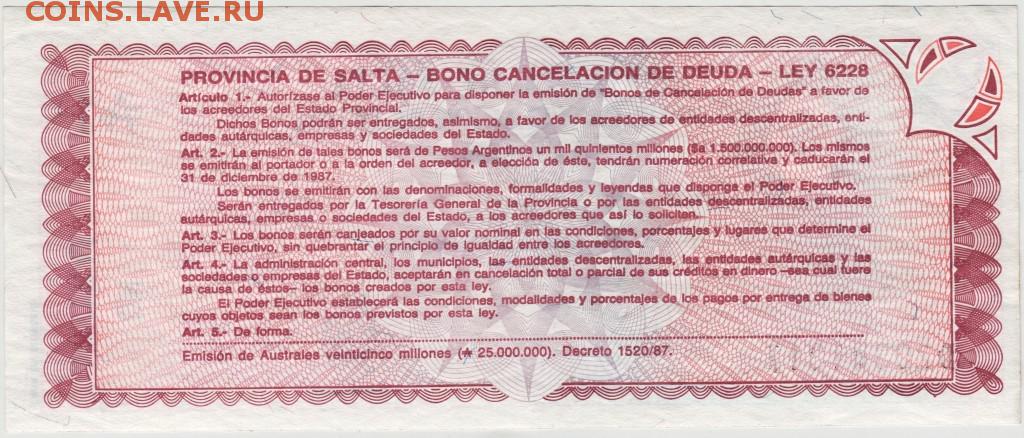 COINS.LAVE.RU
PROVINCIA DE SALTA – BONO CANCELACION DE DEUDA – LEY 6228
Artículo 1.- Autorízase al Poder Ejecutivo para disponer la emisión de "Bonos de Cancelación de Deudas" a favor de
los acreedores del Estado Provincial.
Dichos Bonos podrán ser entregados, asimismo, a favor de los acreedores de entidades descentralizadas, enti-
dades autárquicas, empresas y sociedades del Estado.
Art. 2.- La emisión de tales bonos será de Pesos Argentinos un mil quinientos millones ($a 1.500.000.000). Los mismos
se emitirán al portador o a la orden del acreedor, a elección de éste, tendrán numeración correlativa y caducarán el
31 de diciembre de 1987.
Los bonos se emitirán con las denominaciones, formalidades y leyendas que disponga el Poder Ejecutivo.
Serán entregados por la Tesorería General de la Provincia o por las entidades descentralizadas, entidades
autárquicas, empresas o sociedades del Estado, a los acreedores que así lo soliciten.
Art. 3.- Los bonos serán canjeados por su valor nominal en las condiciones, porcentajes y lugares que determine el
Poder Ejecutivo, sin quebrantar el principio de igualdad entre los acreedores.
Art. 4.- La administración central, los municipios, las entidades descentralizadas, las entidades autárquicas y las
sociedades o empresas del Estado, aceptarán en cancelación total o parcial de sus créditos en dinero –sea cual fuere
la causa de éstos– los bonos creados por esta ley.
El Poder Ejecutivo establecerá las condiciones, modalidades y porcentajes de los pagos por entrega de bienes
cuyos objetos sean los bonos previstos por esta ley.
Art. 5.- De forma.
Emisión de Australes veinticinco millones (₳ 25.000.000). Decreto 1520/87.